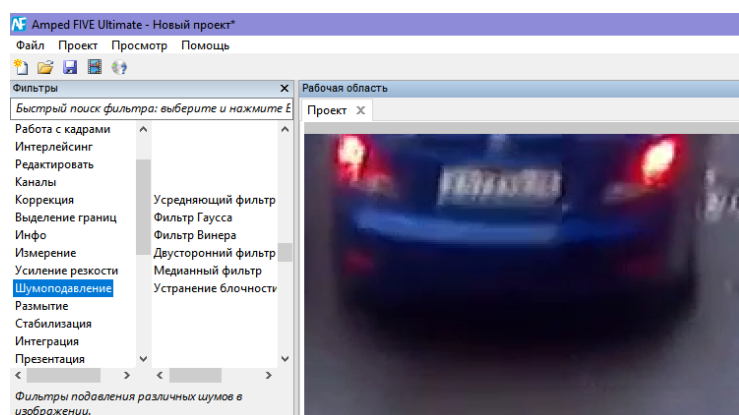 Amped FIVE Ultimate - Новый проект*
Файл Проект Просмотр Помощь
Фильтры
Рабочая область
Быстрый поиск фильтра: выберите и нажмите E
Проект
Работа с кадрами
Интерлейсинг
Редактировать
Каналы
Коррекция
Выделение границ
Инфо
Измерение
Усиление резкости
Шумоподавление
Размытие
Стабилизация
Интеграция
Презентация
Усредняющий фильтр
Фильтр Гаусса
Фильтр Винера
Двусторонний фильтр
Медианный фильтр
Устранение блочности
Фильтры подавления различных шумов в
изображении.